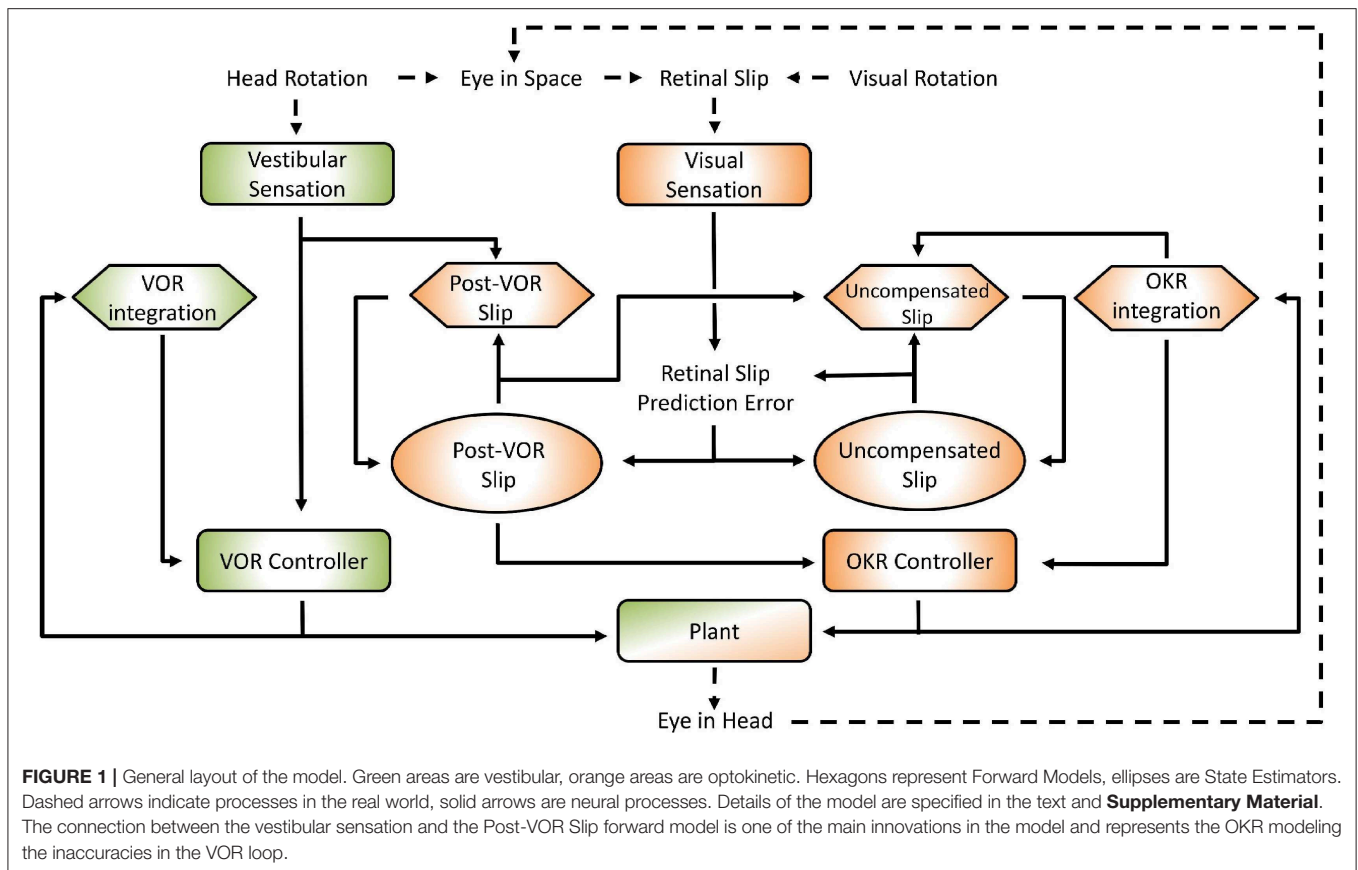 Head Rotation
Eye in Space
Retinal Slip
Visual Rotation
Vestibular
Sensation
Visual
Sensation
VOR
integration
Post-VOR
Slip
Uncompensated
Slip
OKR
integration
Retinal Slip
Prediction Error
Post-VOR
Slip
Uncompensated
Slip
VOR Controller
OKR Controller
Plant
Eye in Head
FIGURE 1 | General layout of the model. Green areas are vestibular, orange areas are optokinetic. Hexagons represent Forward Models, ellipses are State Estimators.
Dashed arrows indicate processes in the real world, solid arrows are neural processes. Details of the model are specified in the text and Supplementary Material.
The connection between the vestibular sensation and the Post-VOR Slip forward model is one of the main innovations in the model and represents the OKR modeling
the inaccuracies in the VOR loop.